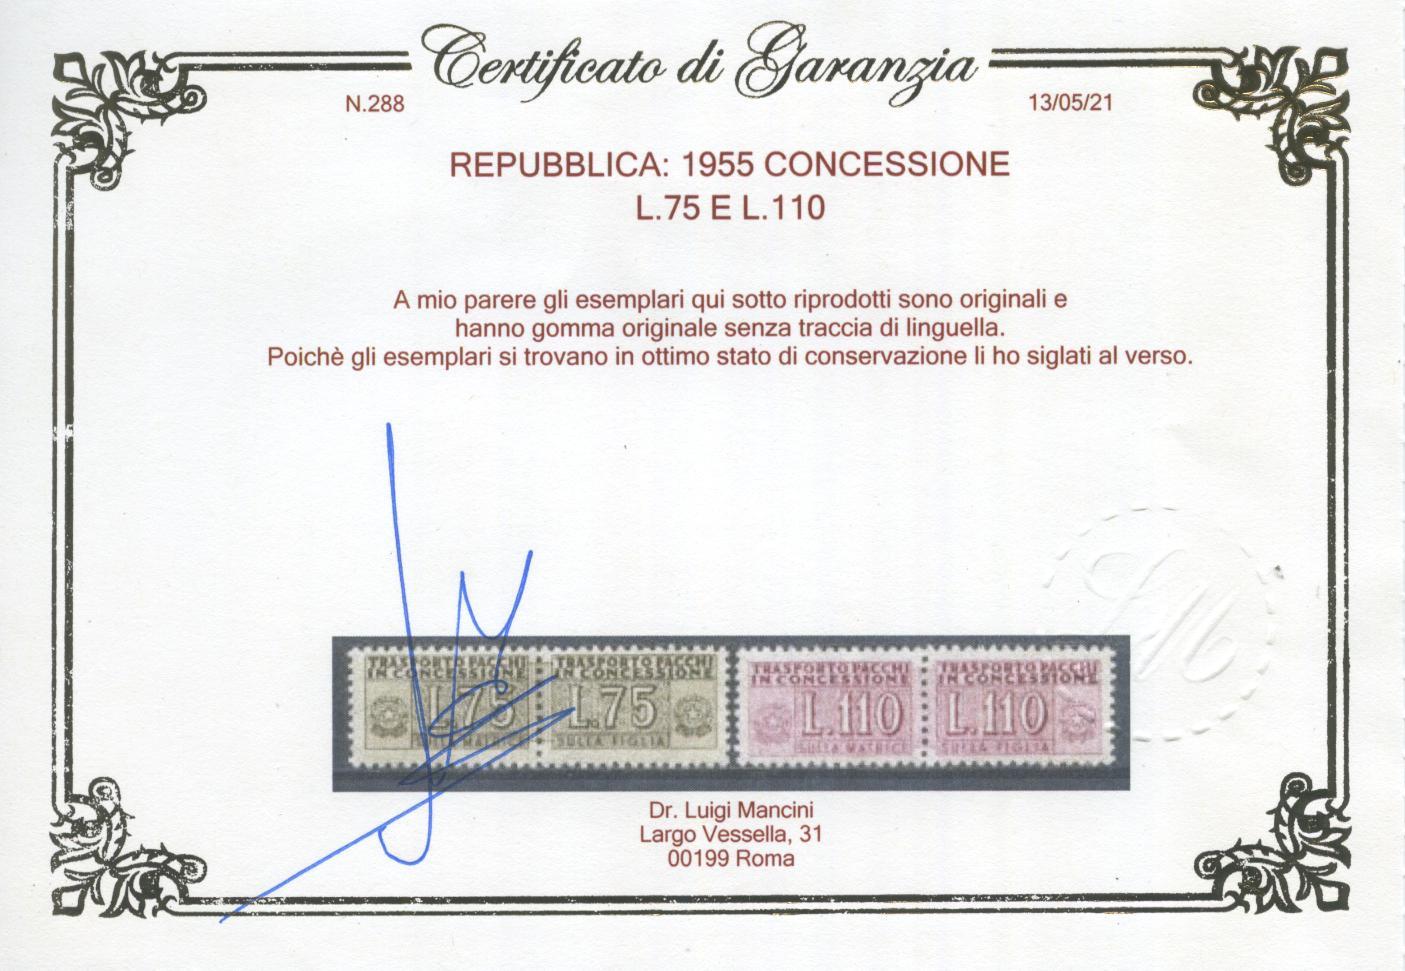 Certificato di Garanzia
N.288
13/05/21
REPUBBLICA: 1955 CONCESSIONE
L.75 E L.110
A mio parere gli esemplari qui sotto riprodotti sono originali e
hanno gomma originale senza traccia di linguella.
Poichè gli esemplari si trovano in ottimo stato di conservazione li ho siglati al verso.
TRASPORTO PACCHI
IN CONCESSIONE
L.75
SULLA MATRICE
TRASPORTO PACCHI
IN CONCESSIONE
L.75
SULLA FIGLIA
TRASPORTO PACCHI
IN CONCESSIONE
L.110
SULLA MATRICE
TRASPORTO PACCHI
IN CONCESSIONE
L.110
SULLA FIGLIA
Dr. Luigi Mancini
Largo Vessella, 31
00199 Roma